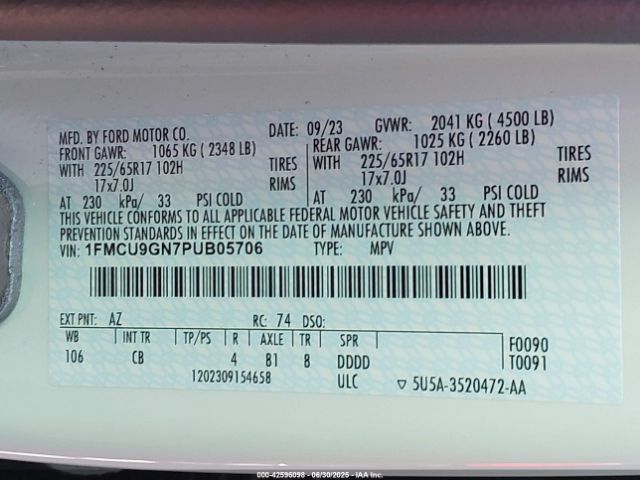 MFD. BY FORD MOTOR CO.
DATE: 09/23 GVWR: 2041 KG ( 4500 LB)
FRONT GAWR: 1065 KG ( 2348 LB) REAR GAWR: 1025 KG ( 2260 LB)
WITH 225/65R17 102H TIRES WITH 225/65R17 102H TIRES
17x7.0J RIMS 17x7.0J RIMS
AT 230 kPa/ 33 PSI COLD AT 230 kPa/ 33 PSI COLD
THIS VEHICLE CONFORMS TO ALL APPLICABLE FEDERAL MOTOR VEHICLE SAFETY AND THEFT
PREVENTION STANDARDS IN EFFECT ON THE DATE OF MANUFACTURE SHOWN ABOVE.
VIN: 1FMCU9GN7PUB05706 TYPE: MPV
EXT PNT: AZ RC: 74 DSO:
WB INT TR TP/PS R AXLE TR SPR F0090
106 CB 4 81 8 DDDD T0091
1202309154658 ULC ▽ 5U5A-3520472-AA
000-42596098 - 06/30/2025 - IAA Inc.